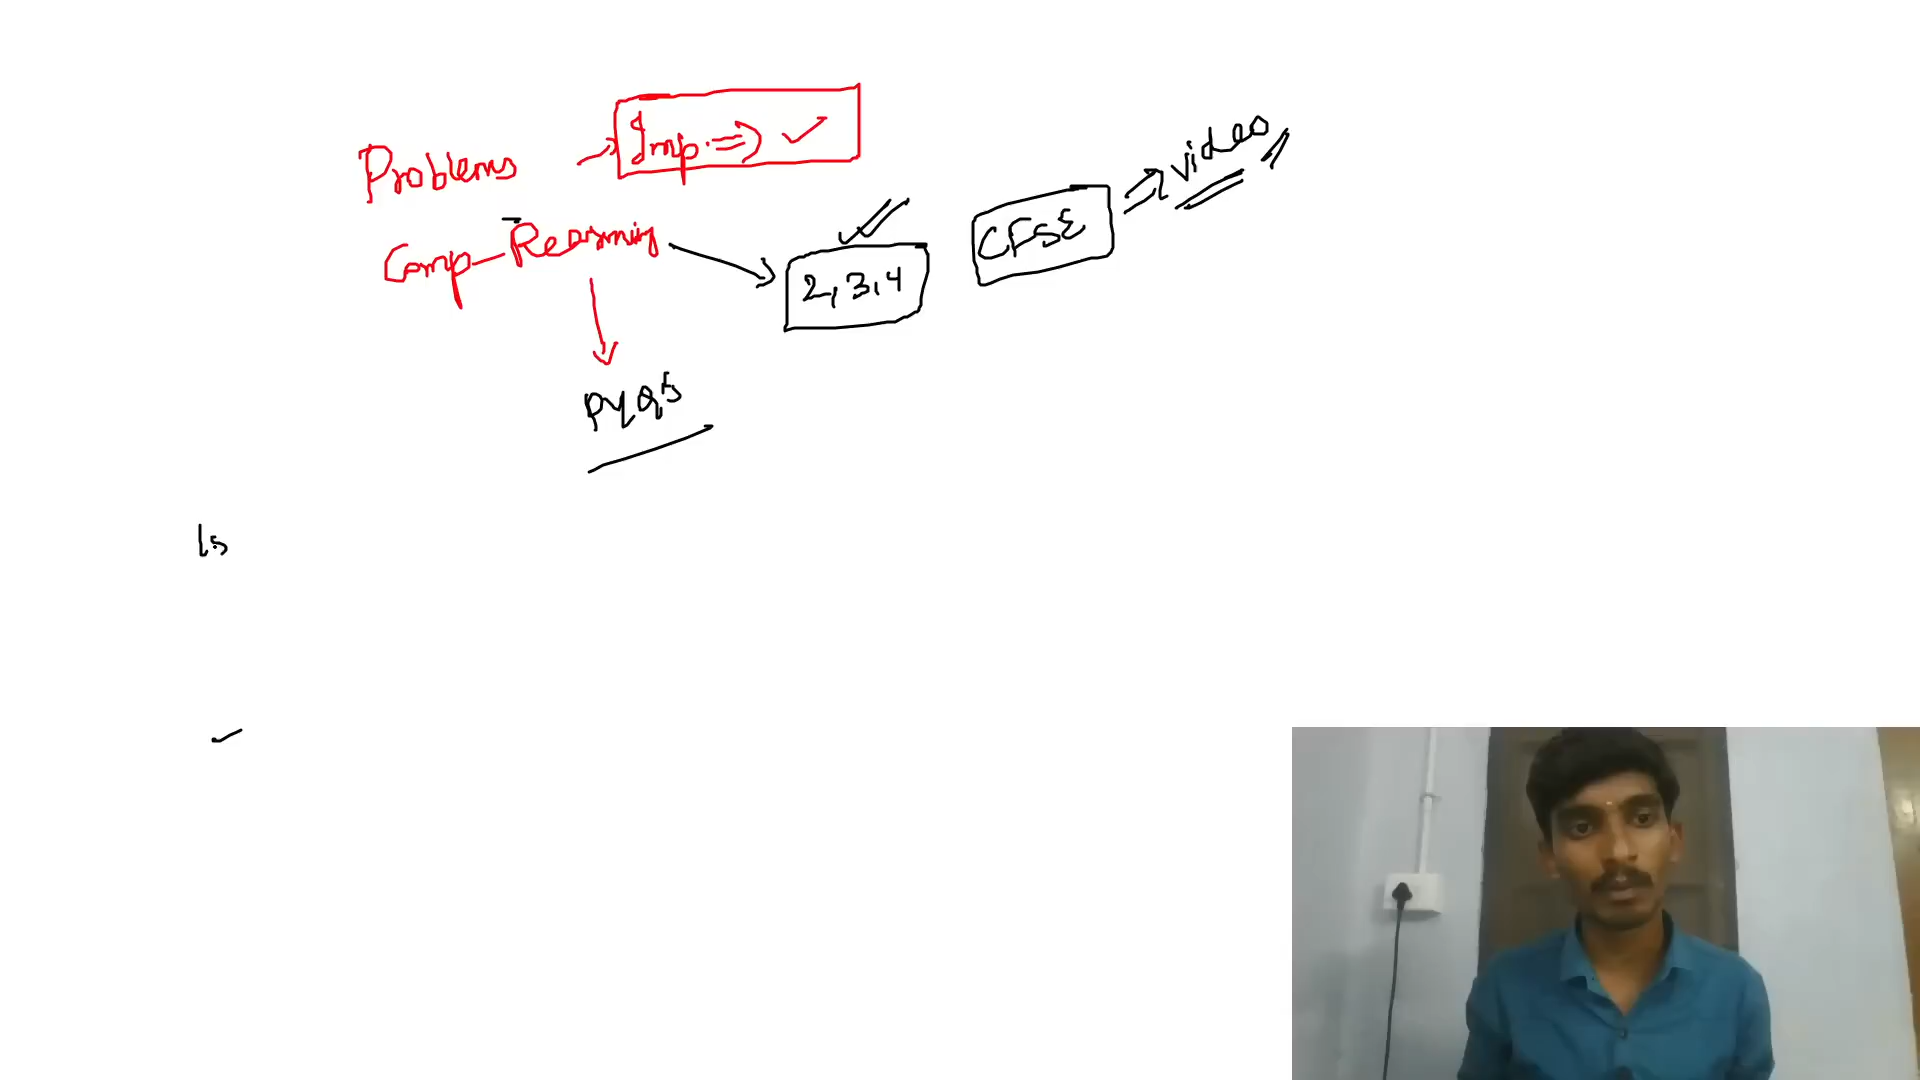 Problems Imp. => ✓
Comp-Reasoning
2, 3, 4
CFSE => video
PYQ's